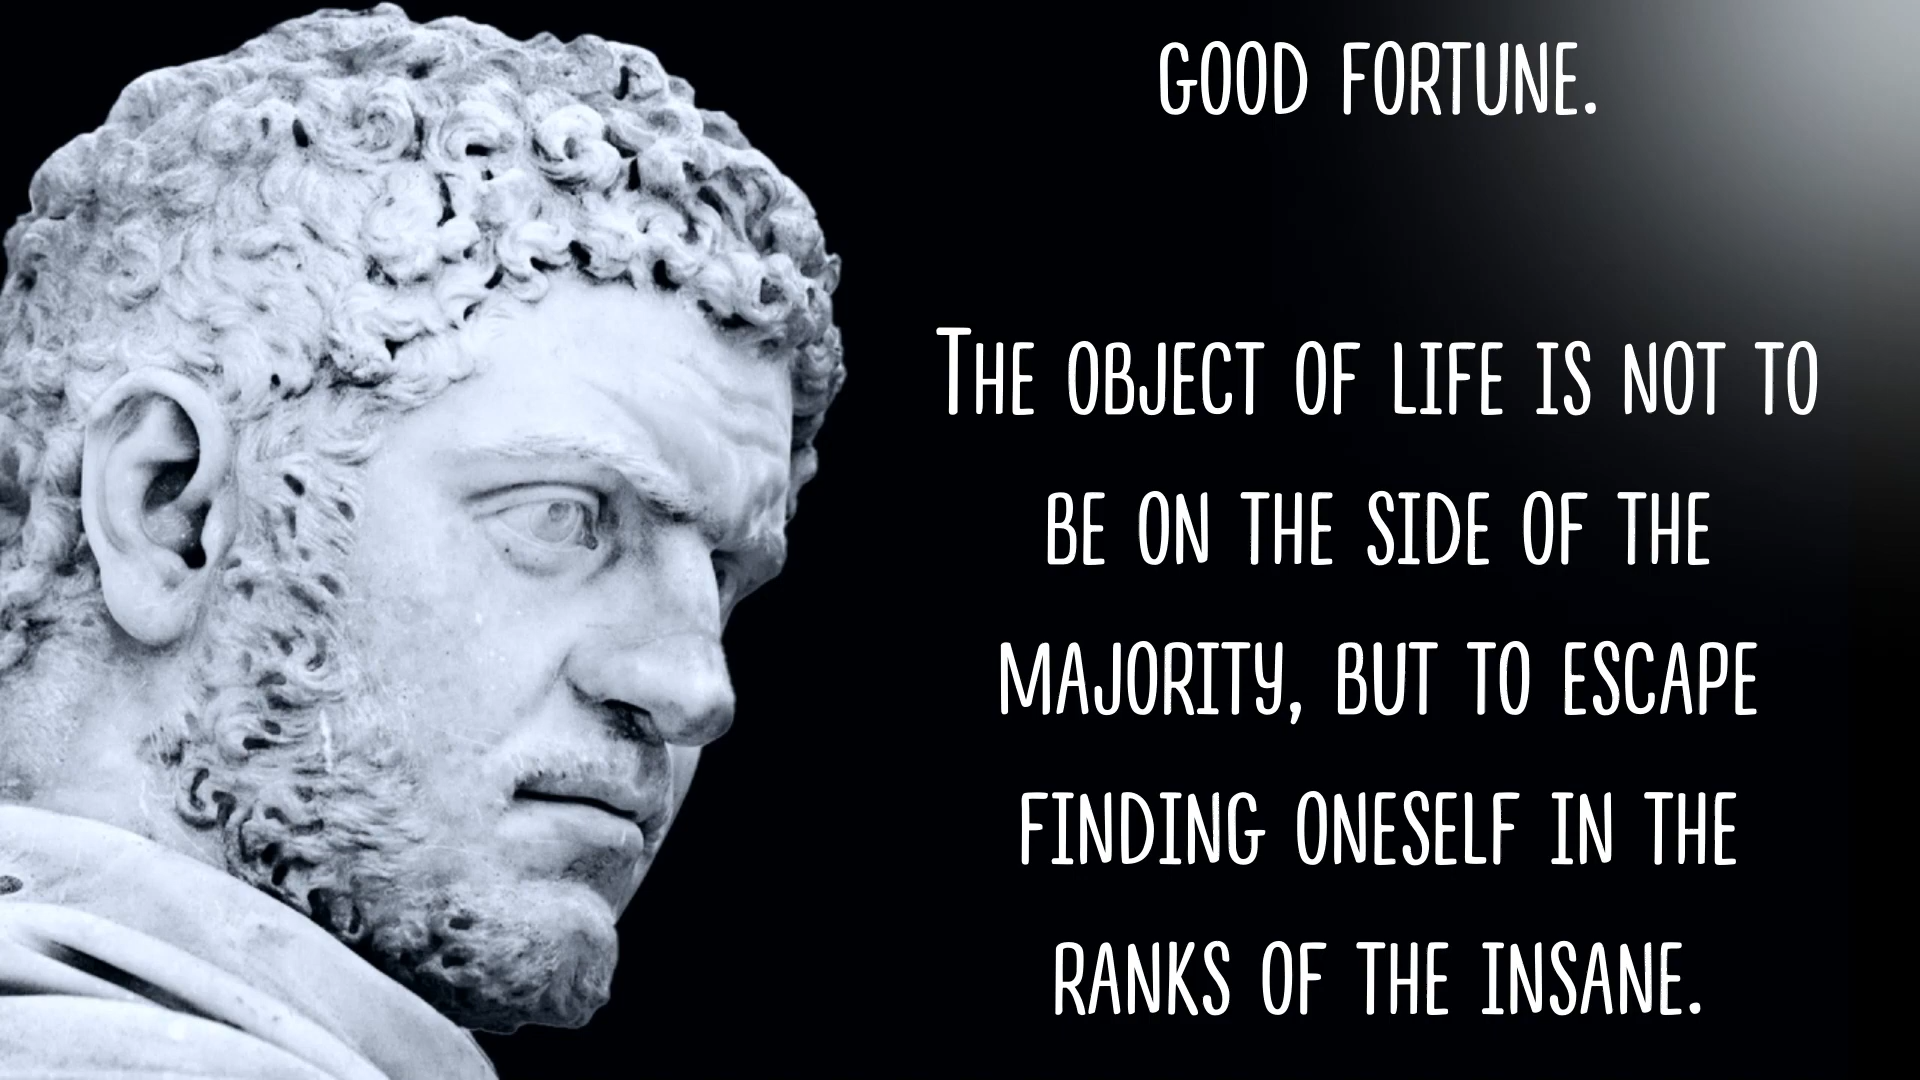 GOOD FORTUNE.
THE OBJECT OF LIFE IS NOT TO
BE ON THE SIDE OF THE
MAJORITY, BUT TO ESCAPE
FINDING ONESELF IN THE
RANKS OF THE INSANE.